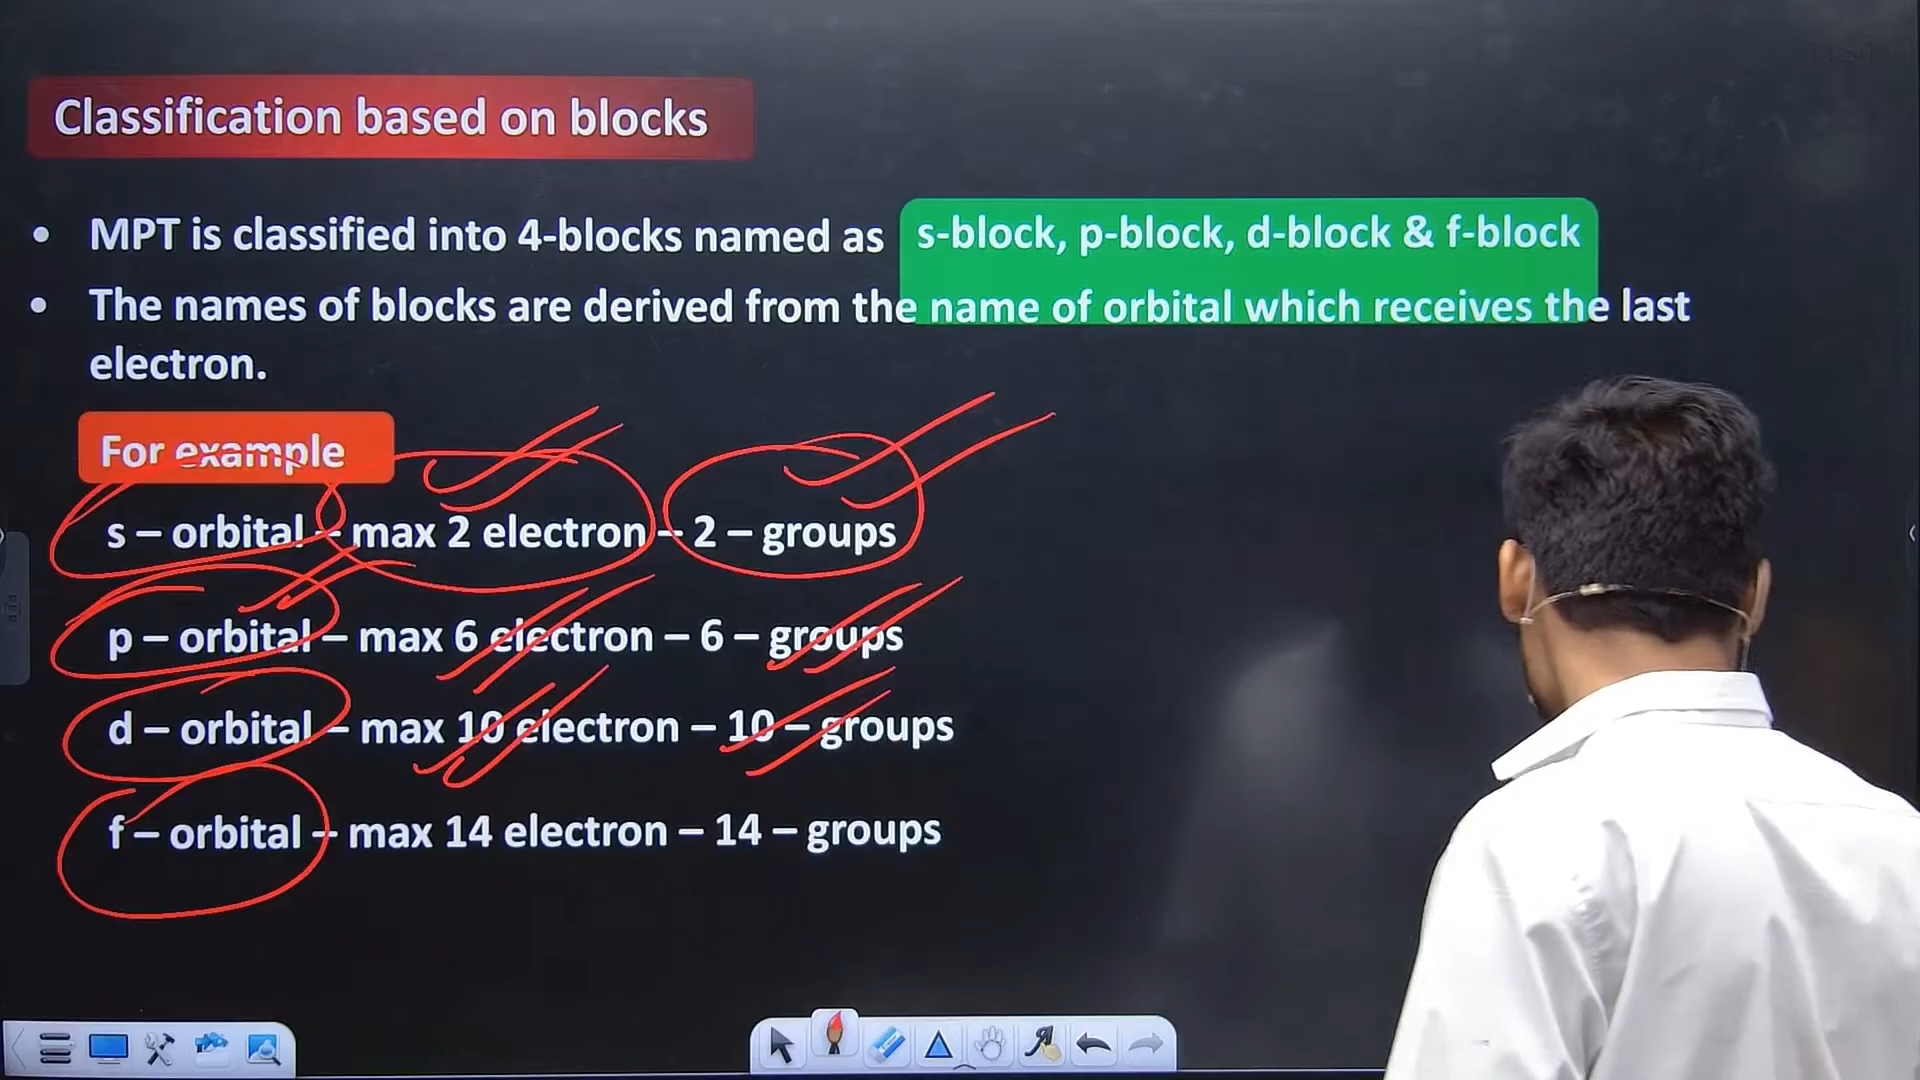 Classification based on blocks
• MPT is classified into 4-blocks named as s-block, p-block, d-block & f-block
• The names of blocks are derived from the name of orbital which receives the last
electron.
For example
s – orbital – max 2 electron – 2 – groups
p – orbital – max 6 electron – 6 – groups
d – orbital – max 10 electron – 10 – groups
f – orbital – max 14 electron – 14 – groups